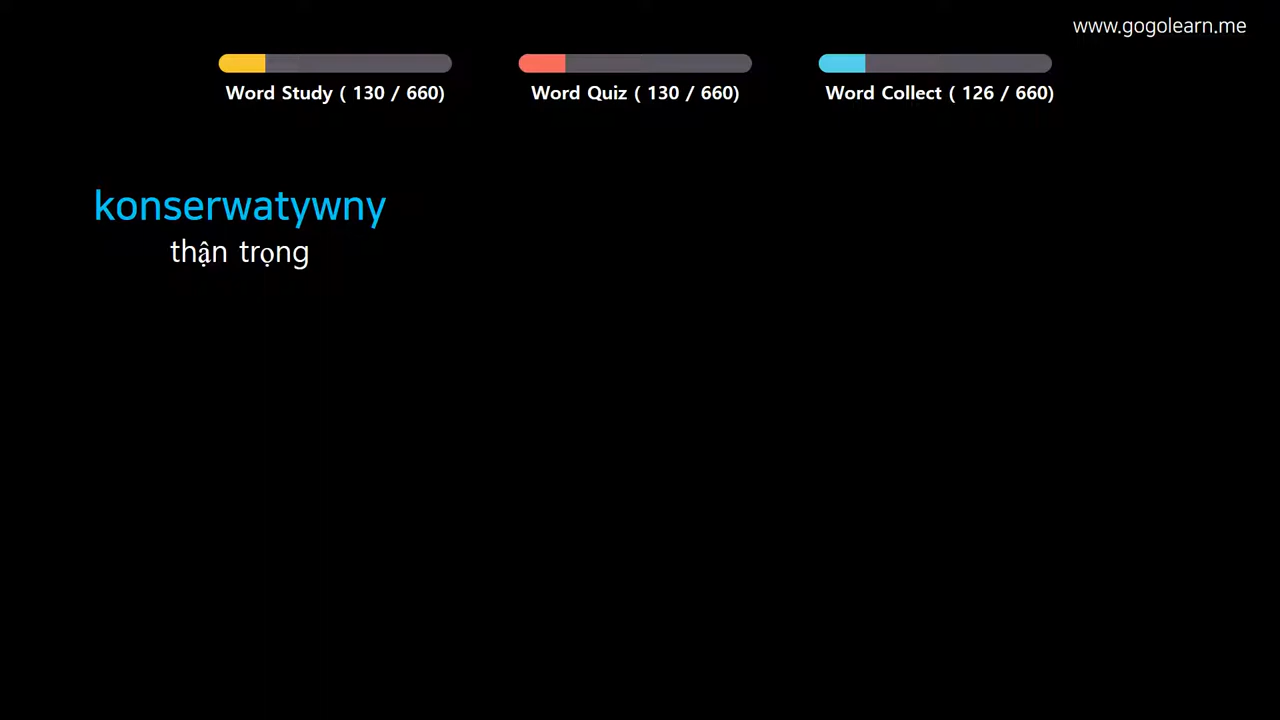 www.gogolearn.me
Word Study ( 130 / 660)
Word Quiz ( 130 / 660)
Word Collect ( 126 / 660)
konserwatywny
thận trọng